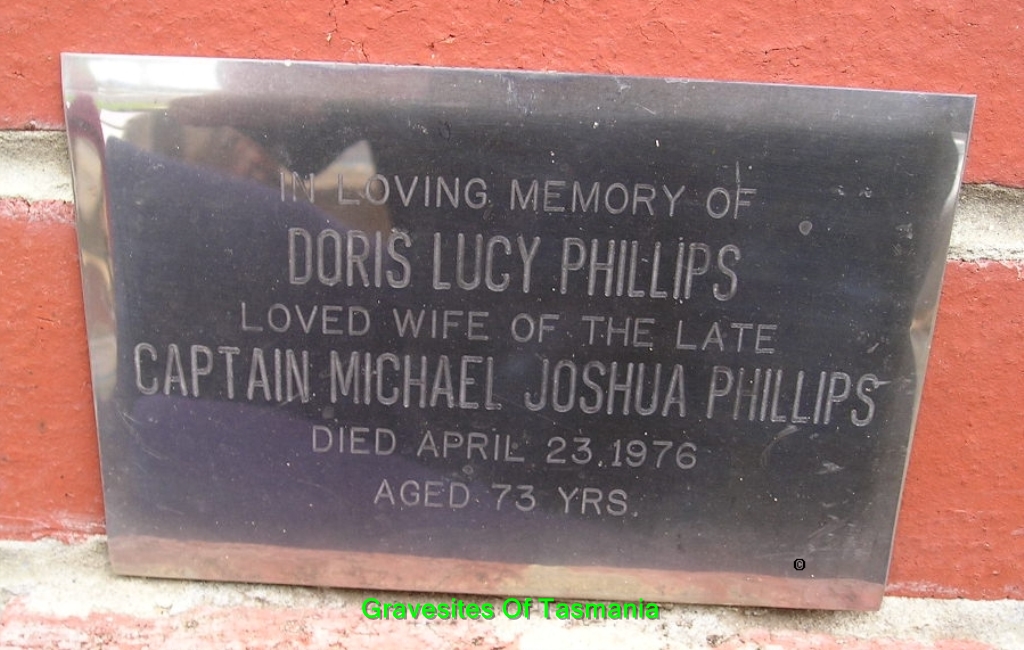 IN LOVING MEMORY OF
DORIS LUCY PHILLIPS
LOVED WIFE OF THE LATE
CAPTAIN MICHAEL JOSHUA PHILLIPS
DIED APRIL 23.1976
AGED 73 YRS.
©
Gravesites Of Tasmania